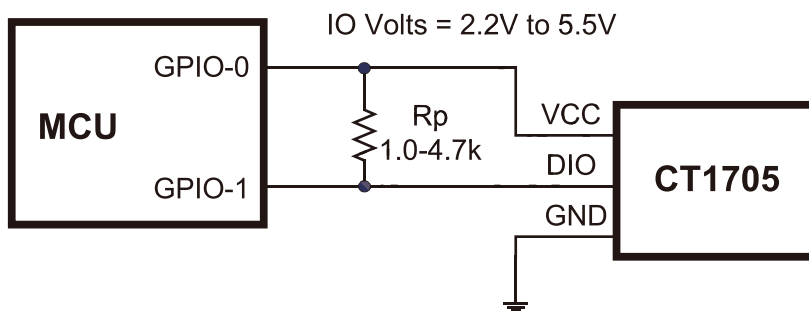 IO Volts = 2.2V to 5.5V
GPIO-0
MCU
Rp
1.0-4.7k
GPIO-1
VCC
DIO
GND
CT1705